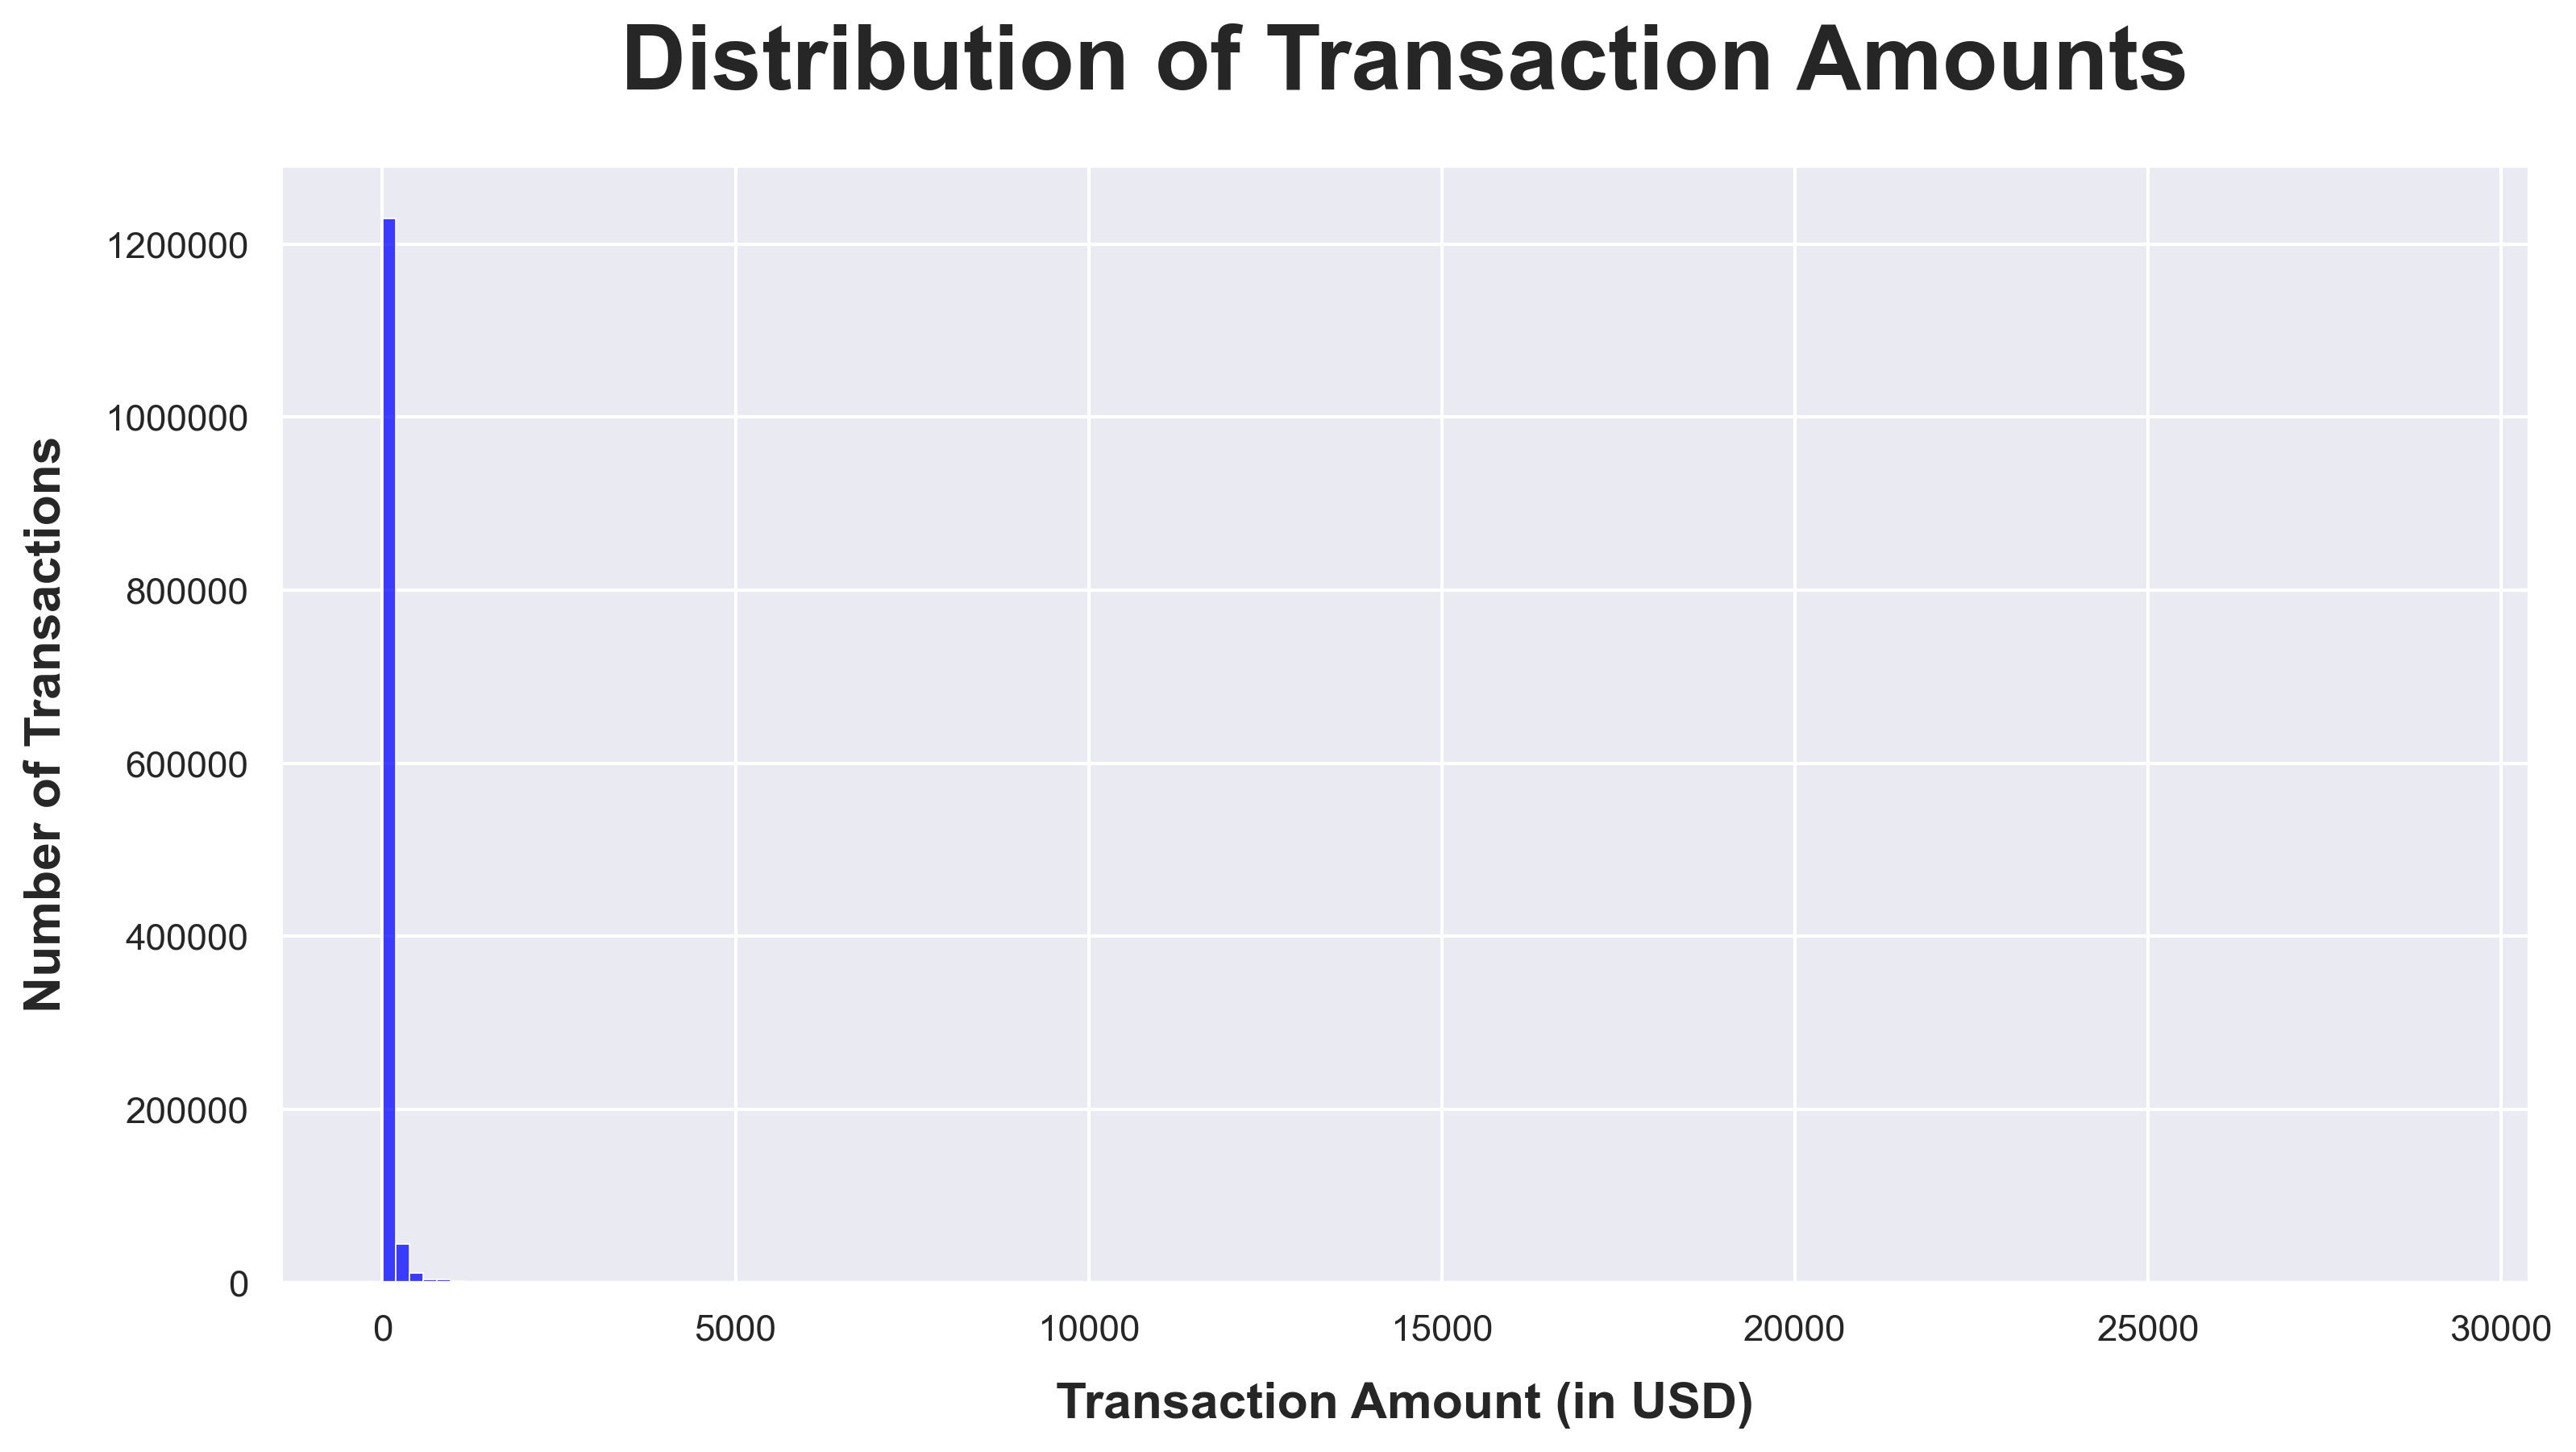 Distribution of Transaction Amounts
Number of Transactions
1200000
1000000
800000
600000
400000
200000
0
0 5000 10000 15000 20000 25000 30000
Transaction Amount (in USD)